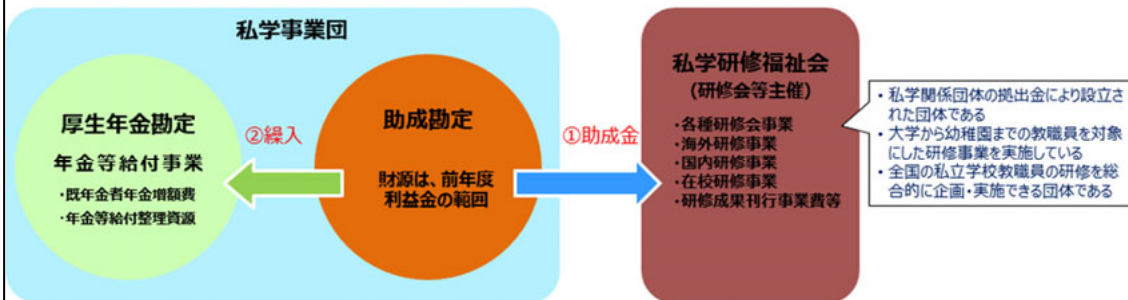 私学事業団
厚生年金勘定
年金等給付事業
・既年金者年金増額費
・年金等給付整理資源
②繰入
助成勘定
財源は、前年度
利益金の範囲
①助成金
私学研修福祉会
(研修会等主催)
・各種研修会事業
・海外研修事業
・国内研修事業
・在校研修事業
・研修成果刊行事業費等
・私学関係団体の拠出金により設立さ
れた団体である
・大学から幼稚園までの教職員を対象
にした研修事業を実施している
・全国の私立学校教職員の研修を総
合的に企画・実施できる団体である